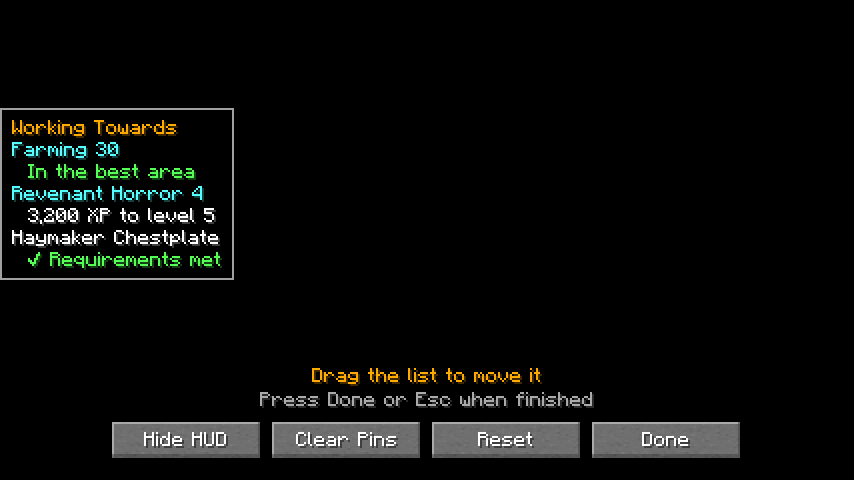 Working Towards
Farming 30
In the best area
Revenant Horror 4
3,200 XP to level 5
Haymaker Chestplate
✓ Requirements met
Drag the list to move it
Press Done or Esc when finished
Hide HUD
Clear Pins
Reset
Done